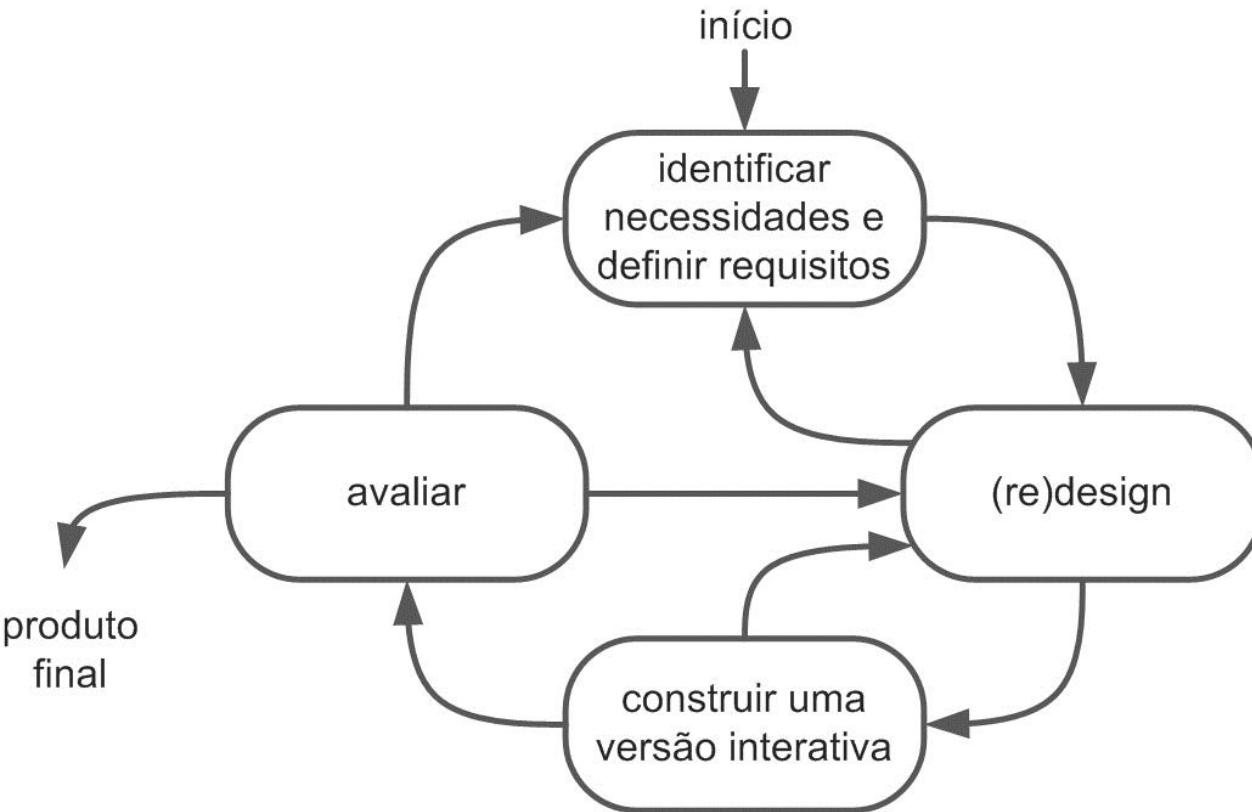 início
identificar
necessidades e
definir requisitos
avaliar
(re)design
produto
final
construir uma
versão interativa